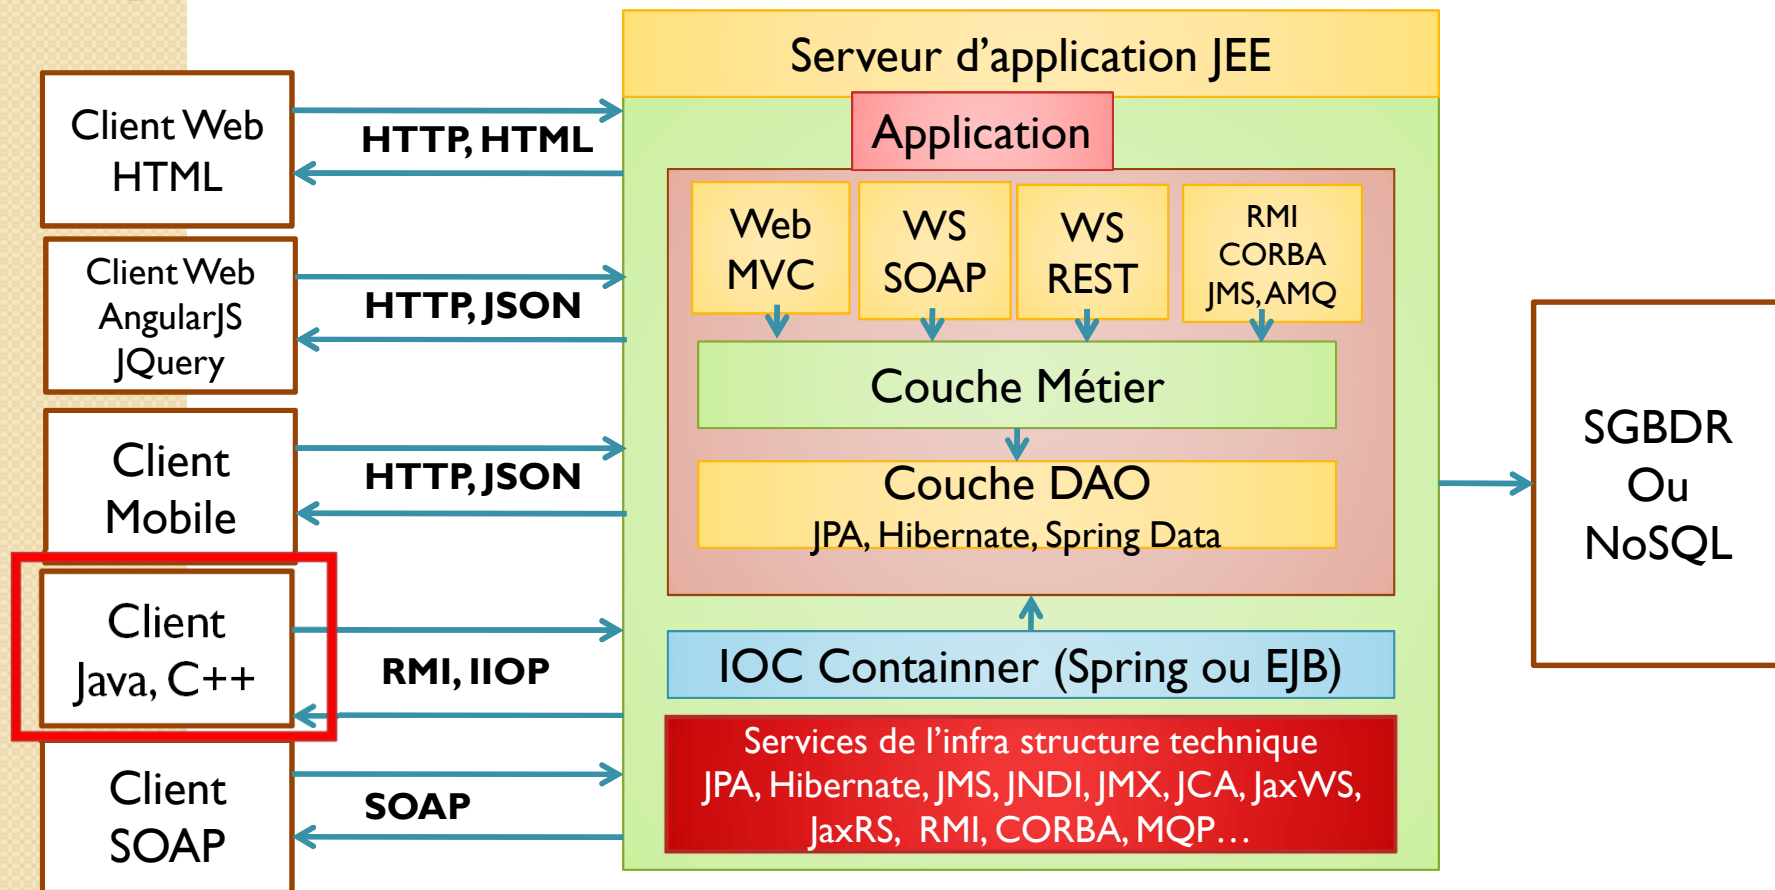 Serveur d’application JEE
Application
Client Web
HTML
HTTP, HTML
Client Web
AngularJS
JQuery
HTTP, JSON
Client
Mobile
HTTP, JSON
Client
Java, C++
RMI, IIOP
Client
SOAP
SOAP
Web
MVC
WS
SOAP
WS
REST
RMI
CORBA
JMS, AMQ
Couche Métier
Couche DAO
JPA, Hibernate, Spring Data
IOC Containner (Spring ou EJB)
Services de l’infra structure technique
JPA, Hibernate, JMS, JNDI, JMX, JCA, JaxWS,
JaxRS, RMI, CORBA, MQP…
SGBDR
Ou
NoSQL